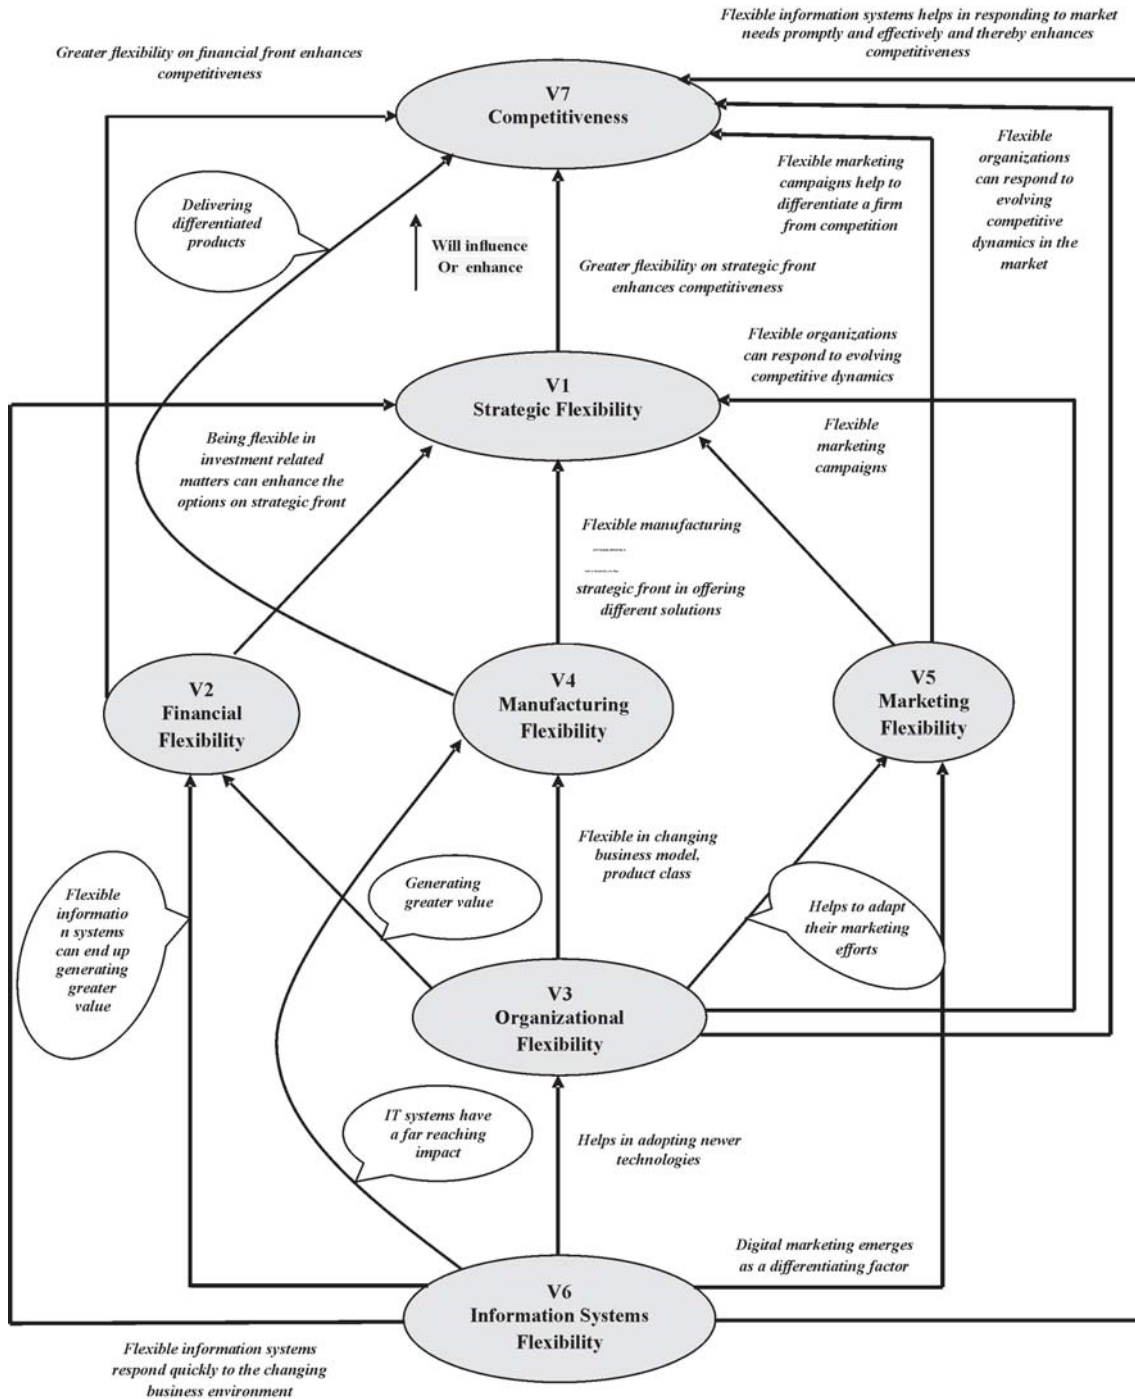 Flexible information systems helps in responding to market
needs promptly and effectively and thereby enhances
competitiveness
Greater flexibility on financial front enhances
competitiveness
V7
Competitiveness
Flexible
organizations
can respond to
evolving
competitive
dynamics in the
market
Flexible marketing
campaigns help to
differentiate a firm
from competition
Delivering
differentiated
products
Will influence
Or enhance
Greater flexibility on strategic front
enhances competitiveness
Flexible organizations
can respond to evolving
competitive dynamics
V1
Strategic Flexibility
Flexible
marketing
campaigns
Being flexible in
investment related
matters can enhance the
options on strategic front
Flexible manufacturing
strategic front in offering
different solutions
V2
Financial
Flexibility
V4
Manufacturing
Flexibility
V5
Marketing
Flexibility
Flexible in changing
business model,
product class
Generating
greater value
Flexible
informatio
n systems
can end up
generating
greater
value
Helps to adapt
their marketing
efforts
V3
Organizational
Flexibility
IT systems have
a far reaching
impact
Helps in adopting newer
technologies
Digital marketing emerges
as a differentiating factor
V6
Information Systems
Flexibility
Flexible information systems
respond quickly to the changing
business environment